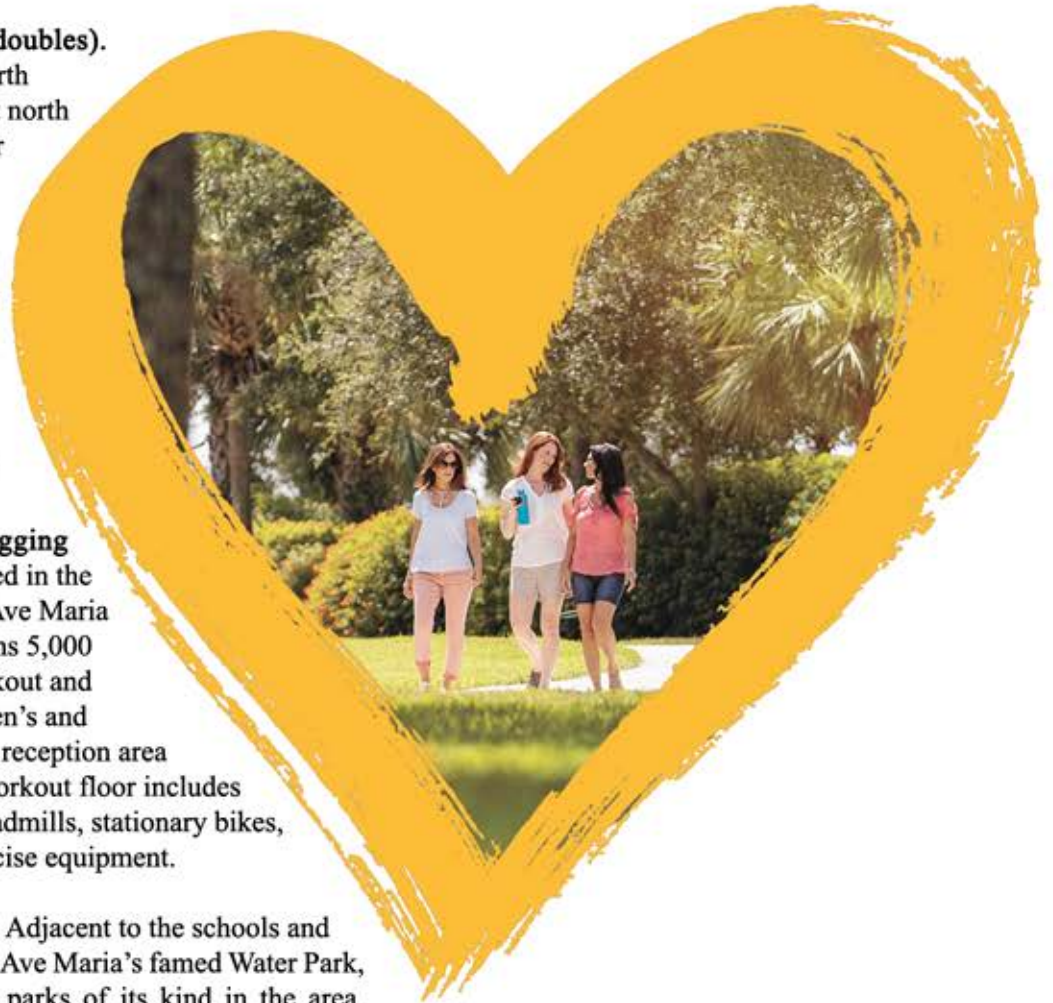 doubles).
north
r
gging
ed in the
Ave Maria
ns 5,000
kout and
en's and
reception area
orkout floor includes
admills, stationary bikes,
cise equipment.
Adjacent to the schools and
Ave Maria's famed Water Park,
parks of its kind in the area